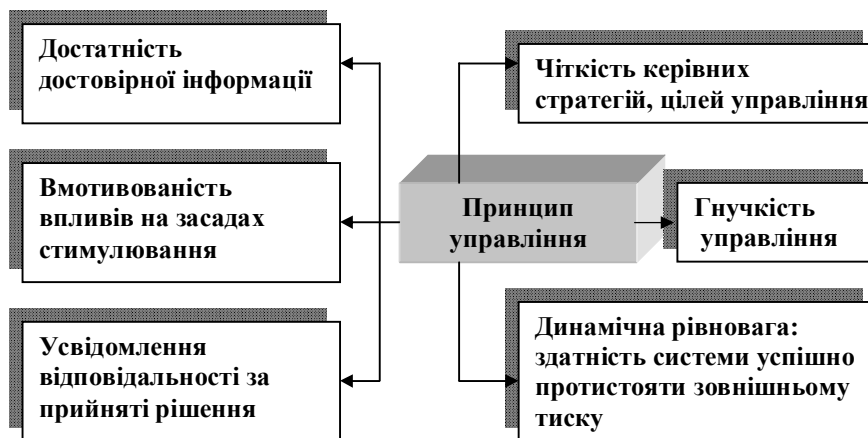 Достатність
достовірної інформації
Вмотивованість
впливів на засадах
стимулювання
Усвідомлення
відповідальності за
прийняті рішення
Принцип
управління
Чіткість керівних
стратегій, цілей управління
Гнучкість
управління
Динамічна рівновага:
здатність системи успішно
протистояти зовнішньому
тиску